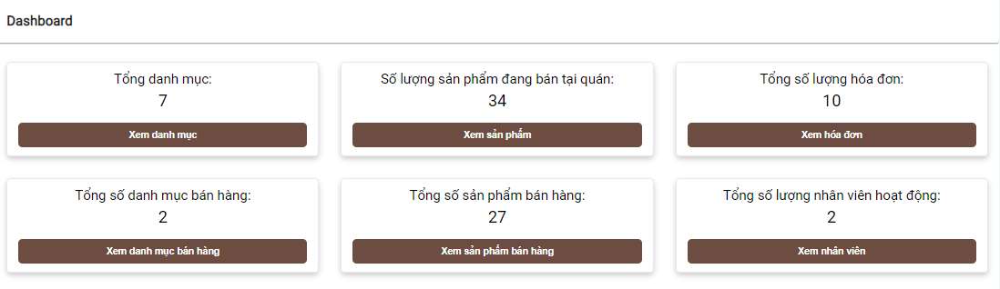 Dashboard
Tổng danh mục:
7
Xem danh mục
Số lượng sản phẩm đang bán tại quán:
34
Xem sản phẩm
Tổng số lượng hóa đơn:
10
Xem hóa đơn
Tổng số danh mục bán hàng:
2
Xem danh mục bán hàng
Tổng số sản phẩm bán hàng:
27
Xem sản phẩm bán hàng
Tổng số lượng nhân viên hoạt động:
2
Xem nhân viên